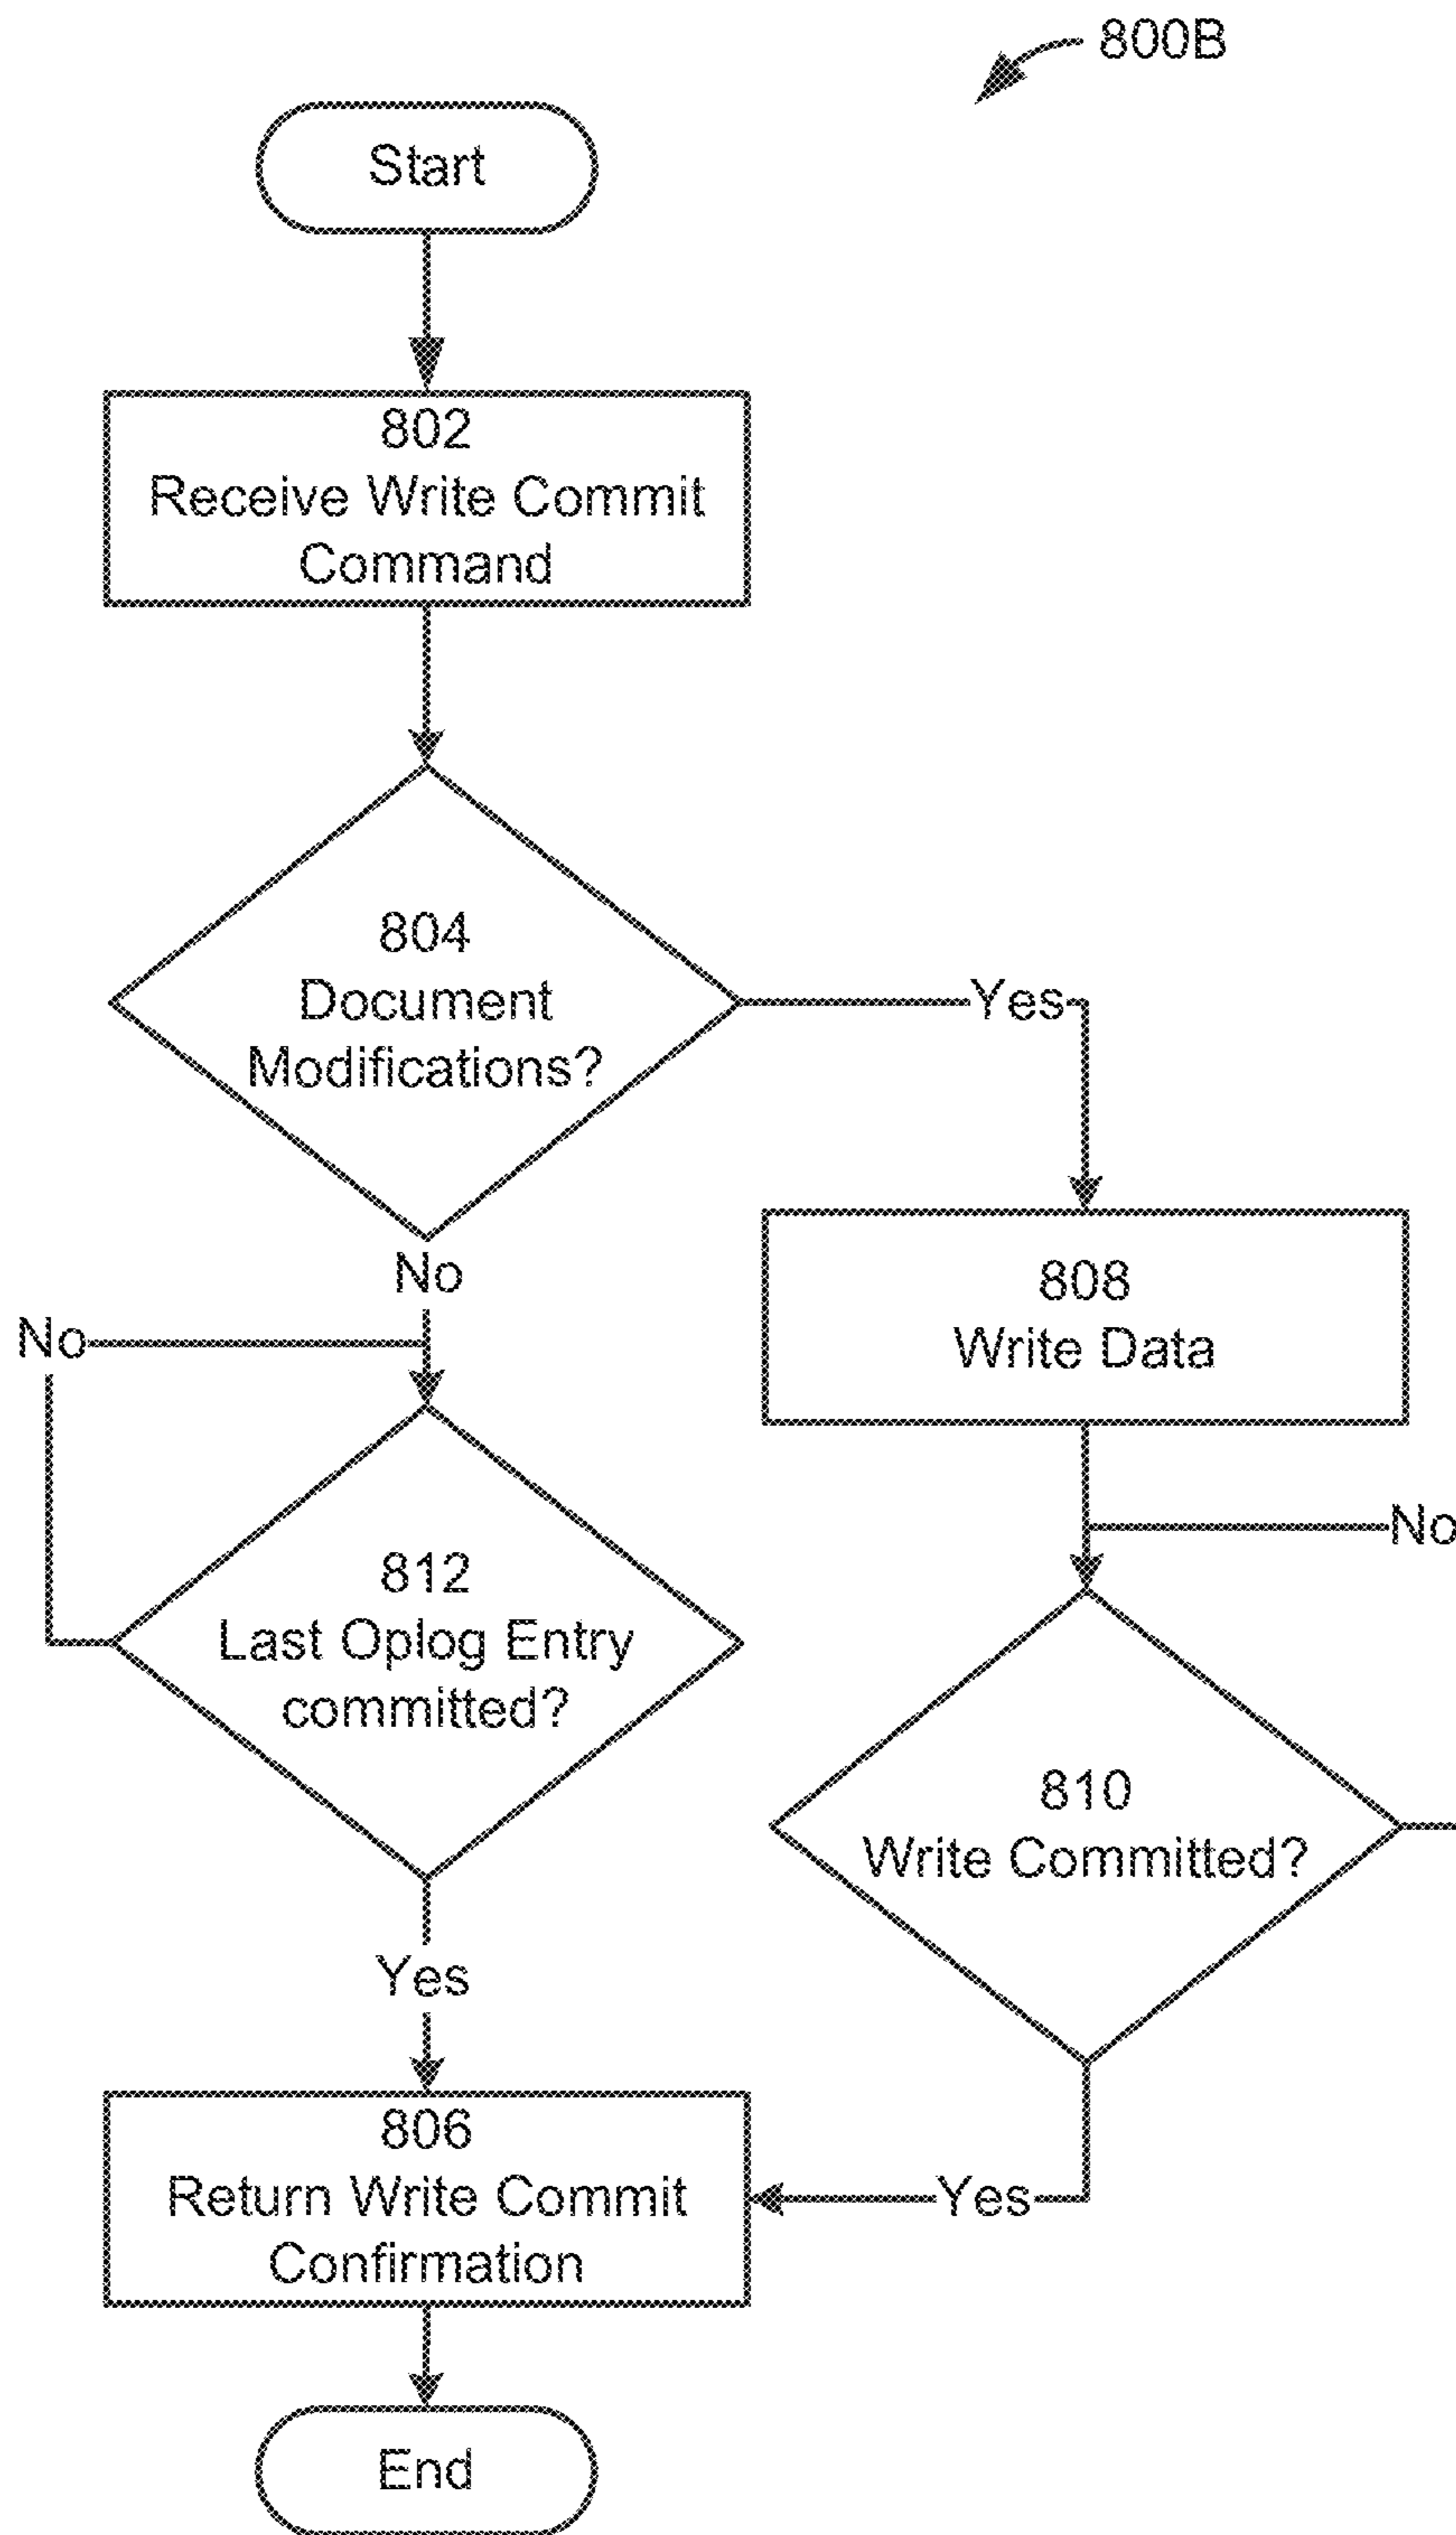 800B
Start
802
Receive Write Commit
Command
804
Document
Modifications?
Yes
No
No
808
Write Data
No
812
Last Oplog Entry
committed?
810
Write Committed?
Yes
806
Return Write Commit
Confirmation
Yes
End